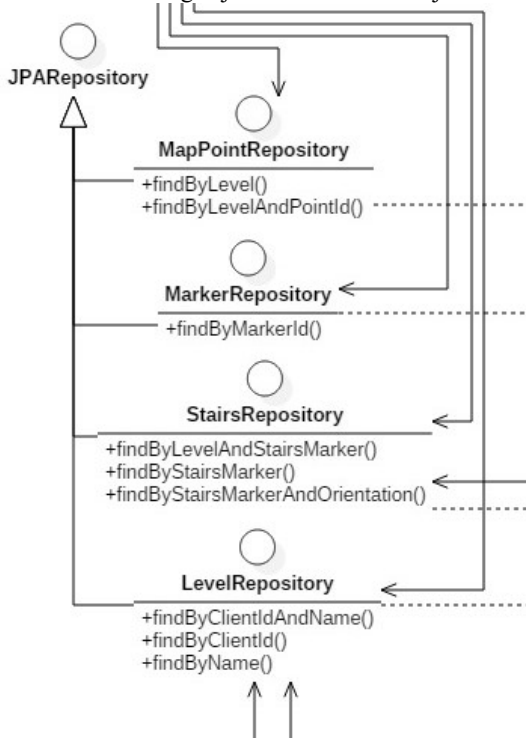 JPARepository
MapPointRepository
+findByLevel()
+findByLevelAndPointId()
MarkerRepository
+findByMarkerId()
StairsRepository
+findByLevelAndStairsMarker()
+findByStairsMarker()
+findByStairsMarkerAndOrientation()
LevelRepository
+findByClientIdAndName()
+findByClientId()
+findByName()